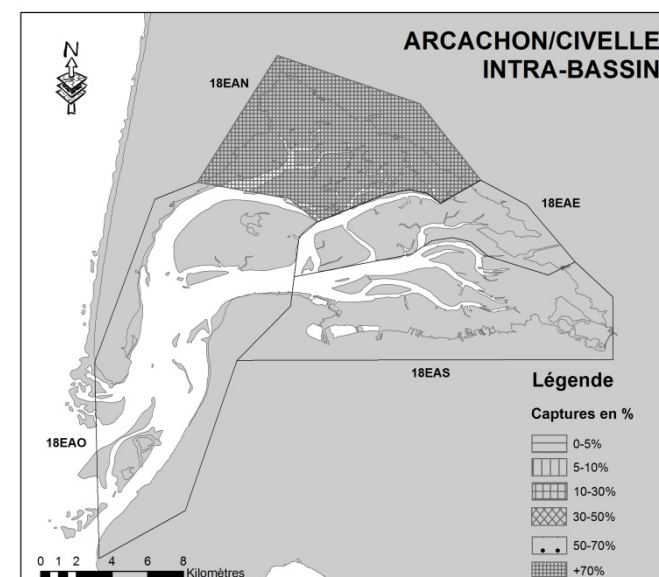 ARCACHON/CIVELLE
INTRA-BASSIN
N
18EAN
18EAE
18EAS
18EAO
Légende
Captures en %
0-5%
5-10%
10-30%
30-50%
50-70%
+70%
0 1 2 4 6 8
Kilomètres